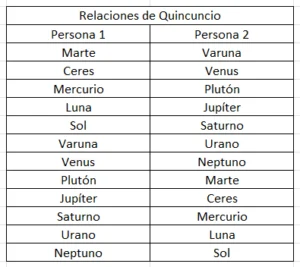 Relaciones de Quincuncio
Persona 1 Persona 2
Marte Varuna
Ceres Venus
Mercurio Plutón
Luna Jupíter
Sol Saturno
Varuna Urano
Venus Neptuno
Plutón Marte
Jupíter Ceres
Saturno Mercurio
Urano Luna
Neptuno Sol